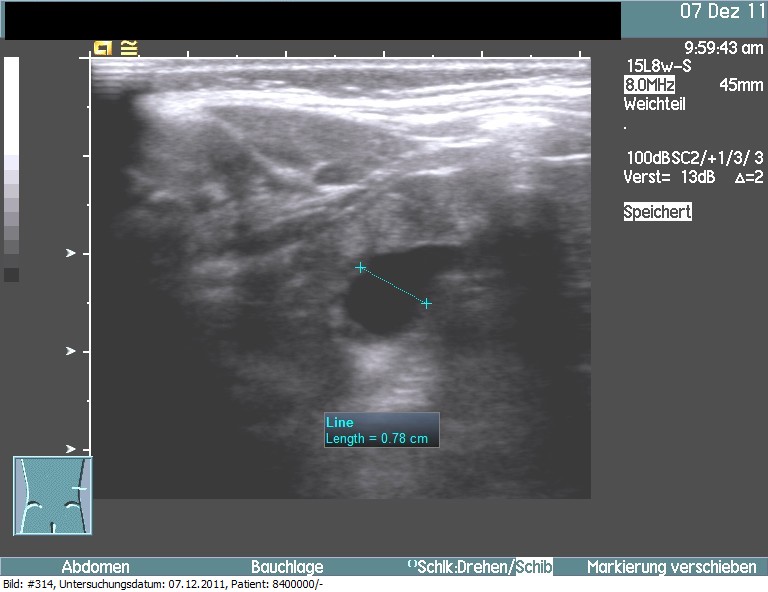 07 Dez 11
9:59:43 am
15L8w-S
8.0MHz 45mm
Weichteil
.
100dB SC2/+1/3/ 3
Verst= 13dB Δ=2
Speichert
Line
Length = 0.78 cm
Abdomen Bauchlage Schlk:Drehen/Schib Markierung verschieben
Bild: #314, Untersuchungsdatum: 07.12.2011, Patient: 8400000/-